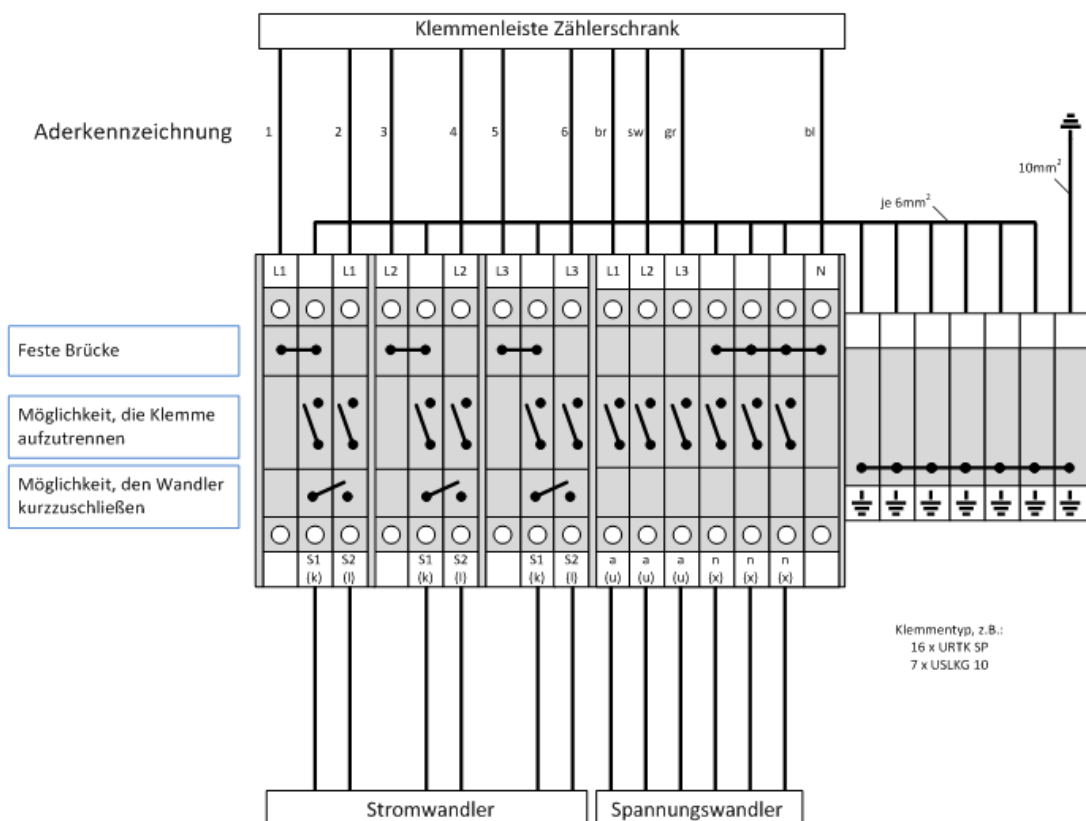 Klemmenleiste Zählerschrank
Aderkennzeichnung 1 2 3 4 5 6 br sw gr bl
10mm²
je 6mm²
L1 L1 L2 L2 L3 L3 L1 L2 L3 N
Feste Brücke
Möglichkeit, die Klemme
aufzutrennen
Möglichkeit, den Wandler
kurzzuschließen
S1 S2 S1 S2 S1 S2 a a a n n n
(k) (l) (k) (l) (k) (l) (u) (u) (u) (x) (x) (x)
Klemmentyp, z.B.:
16 x URTK SP
7 x USLKG 10
Stromwandler Spannungswandler